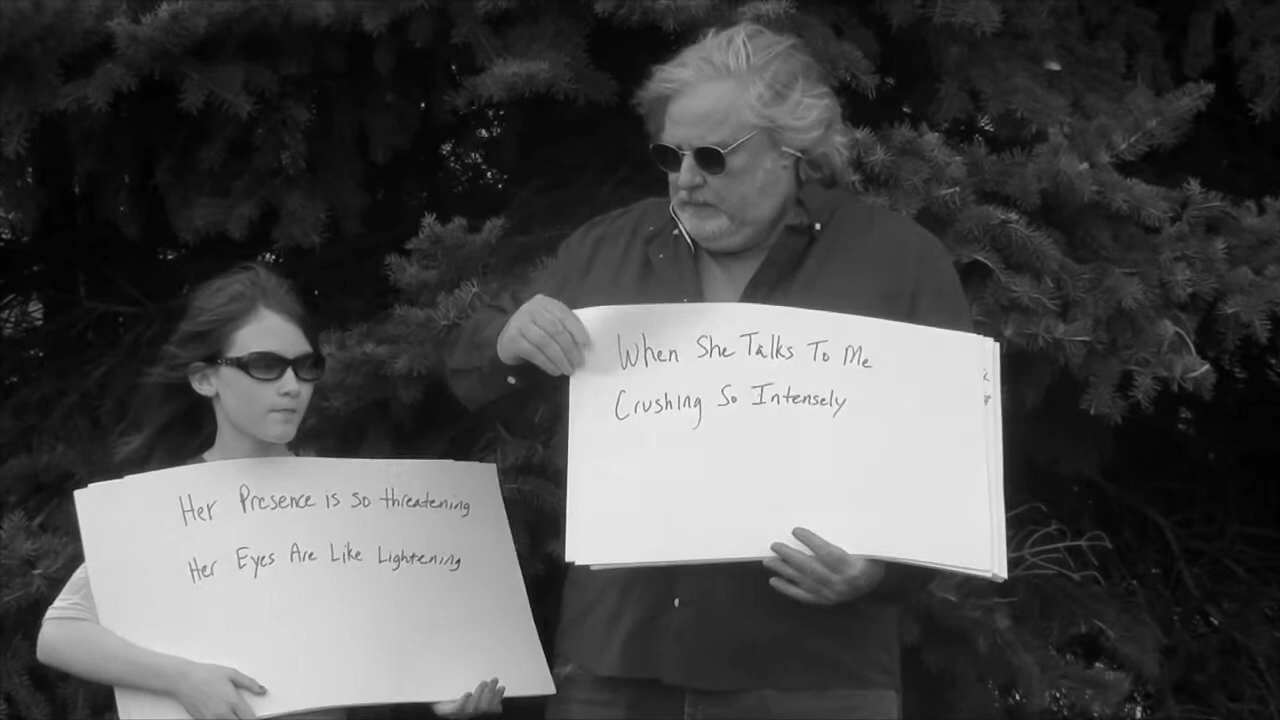 Her Presence is so threatening
Her Eyes Are Like Lightening
When She Talks To Me
Crushing So Intensely